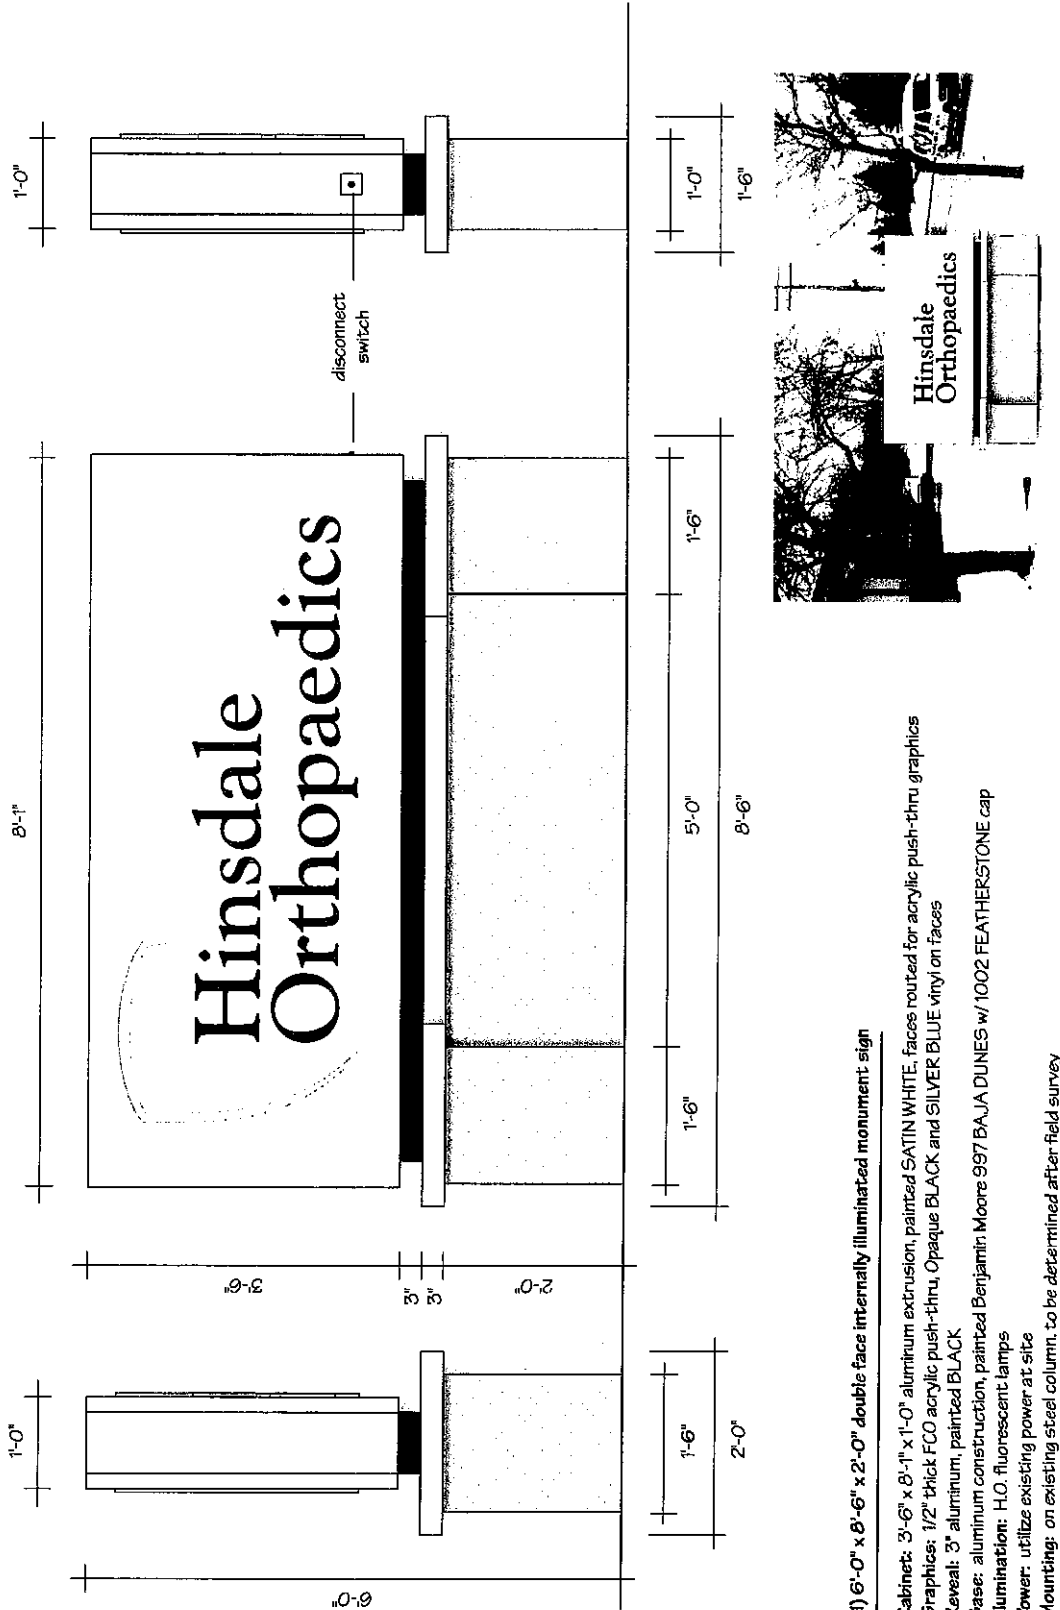 1'-0"
8'-1"
1'-0"
6'-0"
3'-6"
3"
3"
2'-0"
Hinsdale
Orthopaedics
disconnect
switch
1'-6"
2'-0"
1'-6"
5'-0"
1'-6"
8'-6"
1'-0"
1'-6"
1) 6'-0" x 8'-6" x 2'-0" double face internally illuminated monument sign
abinet: 3'-6" x 8'-1" x 1'-0" aluminum extrusion, painted SATIN WHITE, faces routed for acrylic push-thru graphics
raphics: 1/2" thick FCO acrylic push-thru, Opaque BLACK and SILVER BLUE vinyl on faces
eveal: 3" aluminum, painted BLACK
ase: aluminum construction, painted Benjamin Moore 997 BAJA DUNES w/ 1002 FEATHERSTONE cap
lumination: H.O. fluorescent lamps
ower: utilize existing power at site
Mounting: on existing steel column, to be determined after field survey
Hinsdale
Orthopaedics